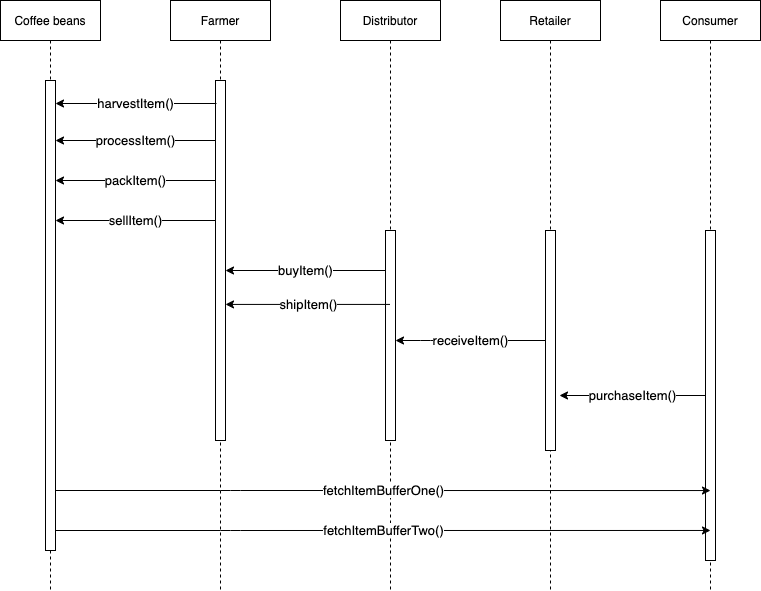 Coffee beans
Farmer
Distributor
Retailer
Consumer
harvestItem()
processItem()
packItem()
sellItem()
buyItem()
shipItem()
receiveItem()
purchaseItem()
fetchItemBufferOne()
fetchItemBufferTwo()